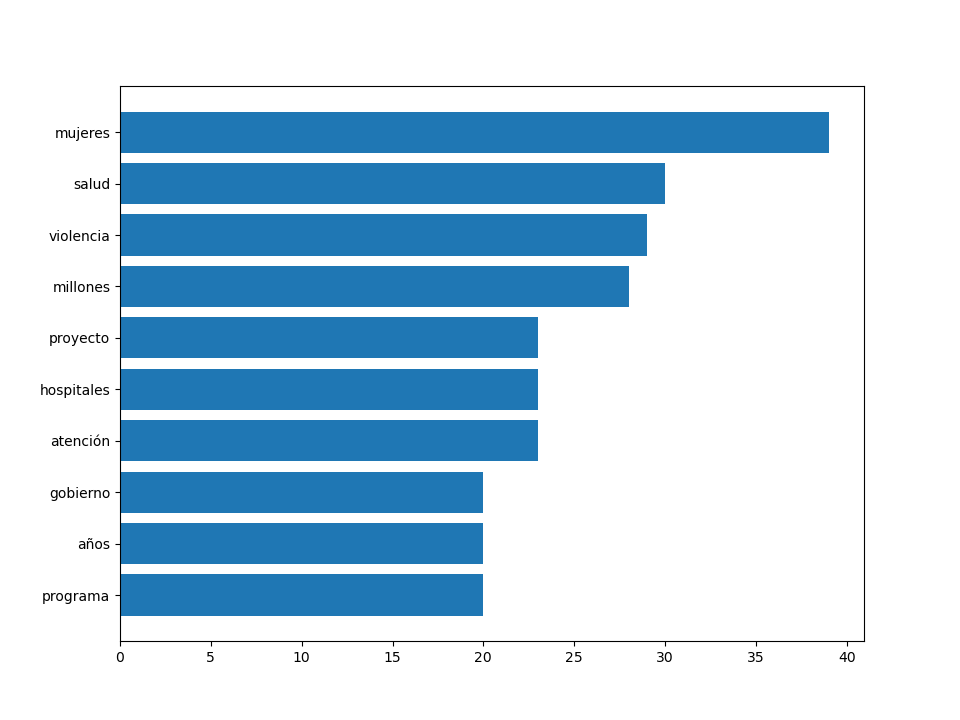 mujeres
salud
violencia
millones
proyecto
hospitales
atención
gobierno
años
programa
0 5 10 15 20 25 30 35 40